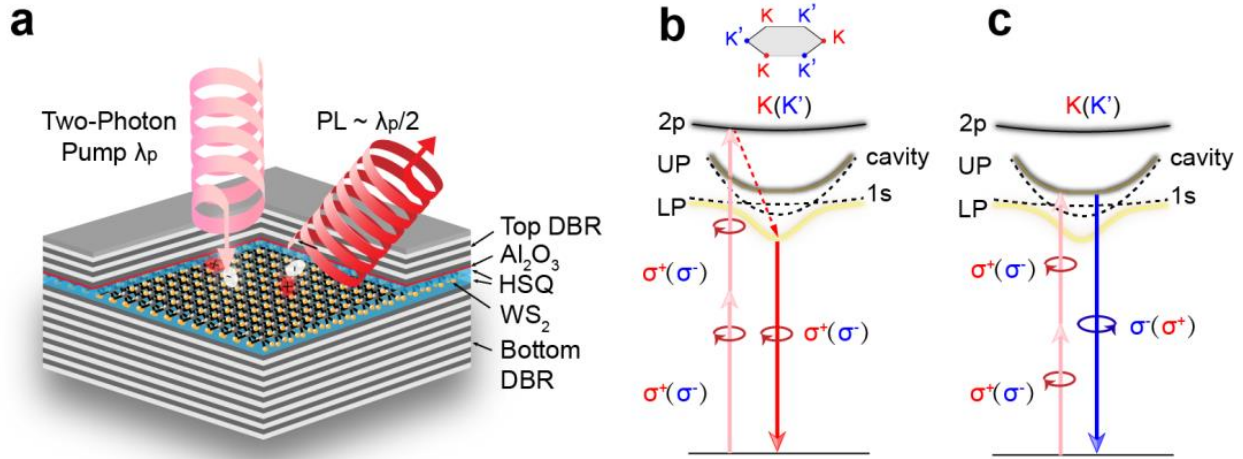 a
Two-Photon
Pump λp
PL ~ λp/2
Top DBR
Al2O3
HSQ
WS2
Bottom
DBR
b
K K'
K' K
K K'
K(K')
2p
UP
cavity
1s
LP
σ+(σ-)
σ+(σ-)
σ+(σ-)
c
K(K')
2p
UP
cavity
1s
LP
σ+(σ-)
σ-(σ+)
σ+(σ-)